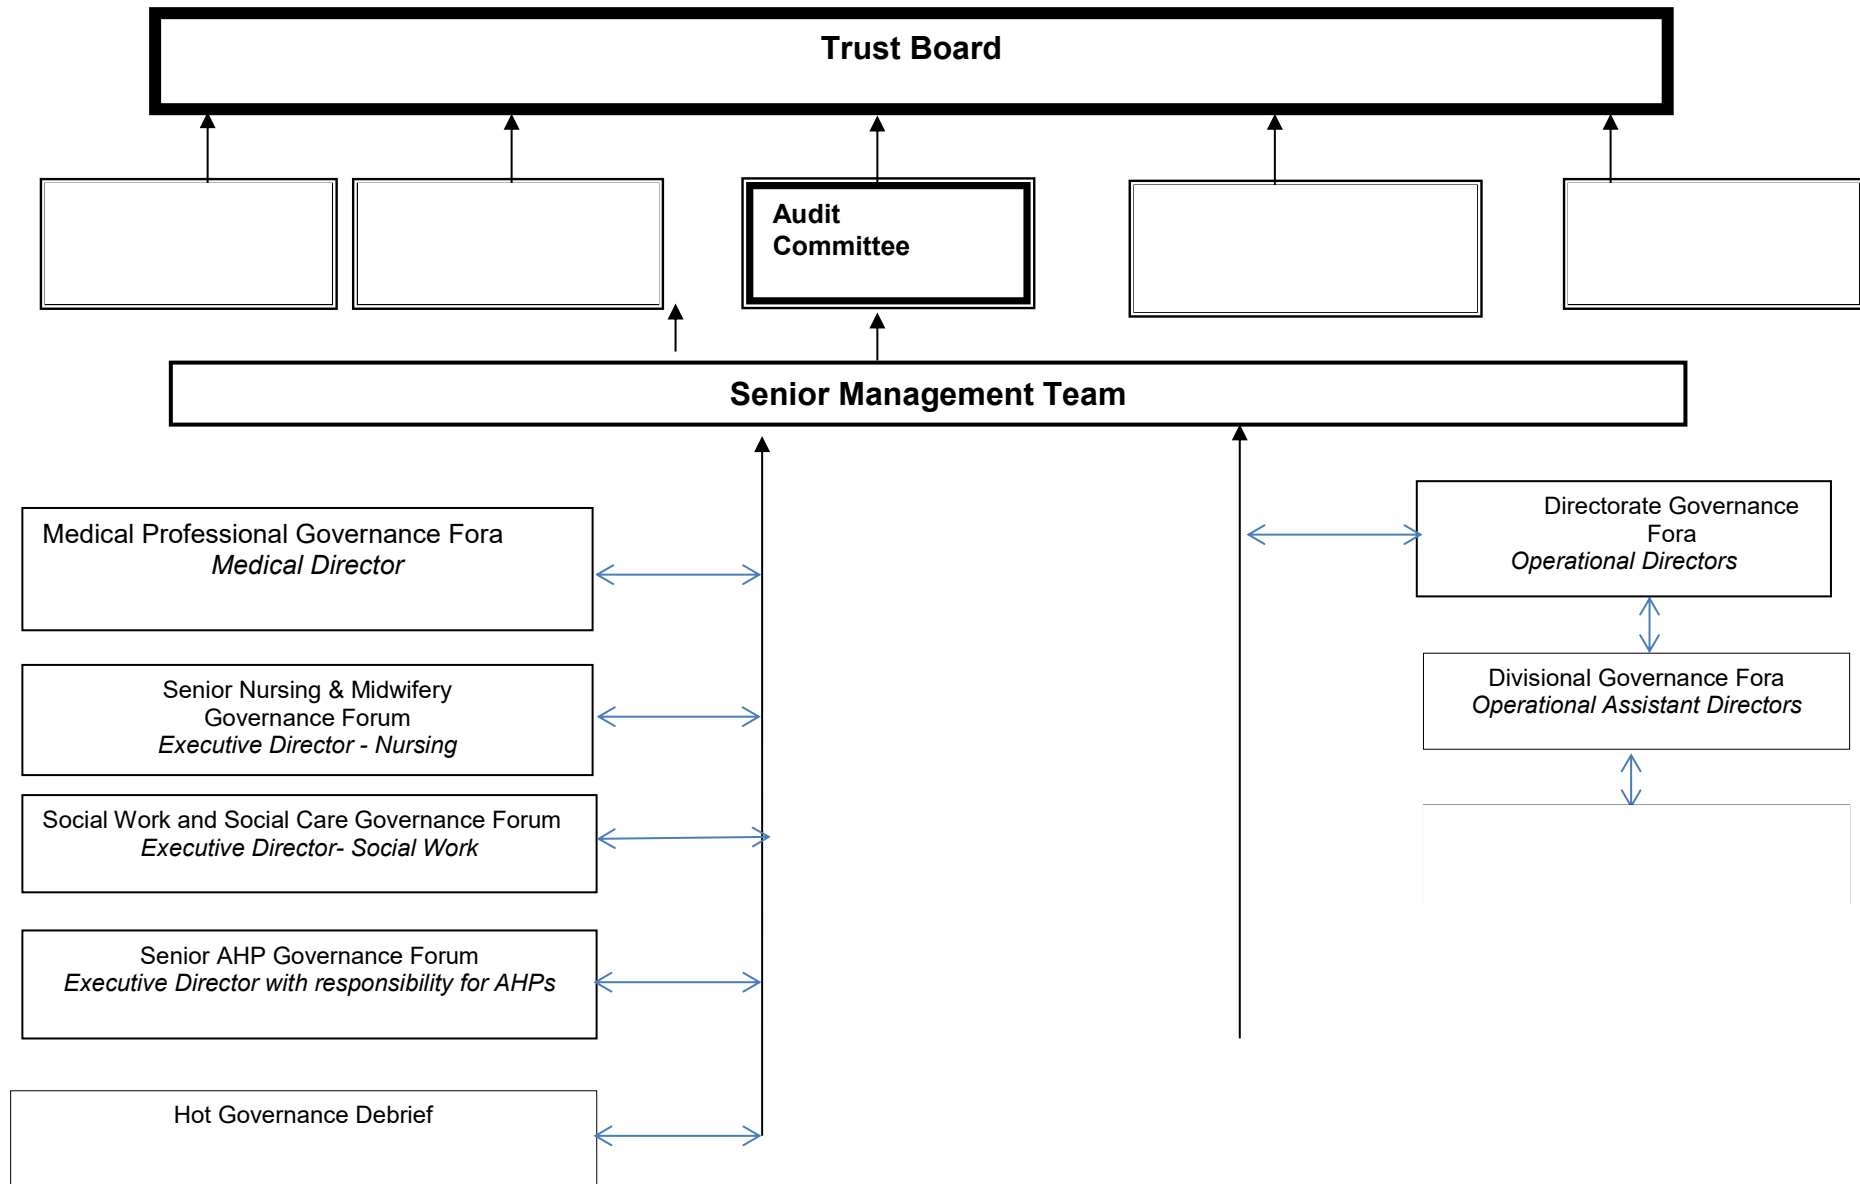 Trust Board
Audit
Committee
Senior Management Team
Medical Professional Governance Fora
Medical Director
Senior Nursing & Midwifery
Governance Forum
Executive Director - Nursing
Social Work and Social Care Governance Forum
Executive Director- Social Work
Senior AHP Governance Forum
Executive Director with responsibility for AHPs
Hot Governance Debrief
Directorate Governance
Fora
Operational Directors
Divisional Governance Fora
Operational Assistant Directors